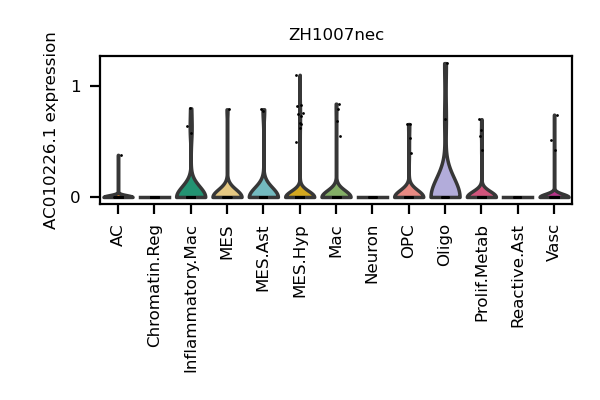 ZH1007nec
AC010226.1 expression
1
0
AC
Chromatin.Reg
Inflammatory.Mac
MES
MES.Ast
MES.Hyp
Mac
Neuron
OPC
Oligo
Prolif.Metab
Reactive.Ast
Vasc